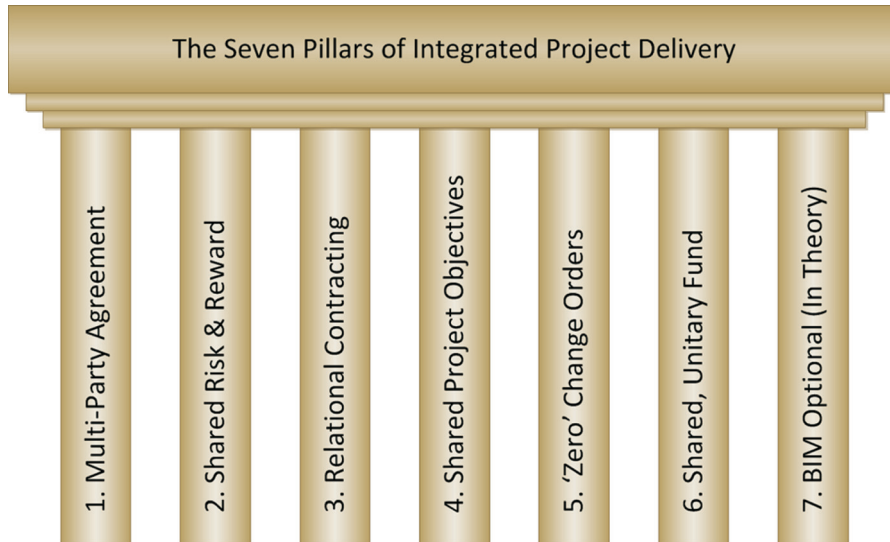 The Seven Pillars of Integrated Project Delivery
1. Multi-Party Agreement
2. Shared Risk & Reward
3. Relational Contracting
4. Shared Project Objectives
5. ‘Zero’ Change Orders
6. Shared, Unitary Fund
7. BIM Optional (In Theory)